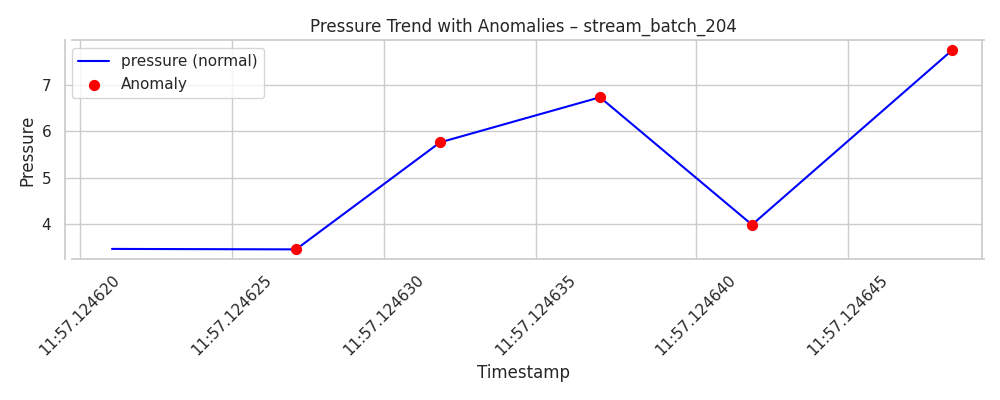 Pressure Trend with Anomalies – stream_batch_204
pressure (normal)
Anomaly
Pressure
7
6
5
4
11:57.124620
11:57.124625
11:57.124630
11:57.124635
11:57.124640
11:57.124645
Timestamp